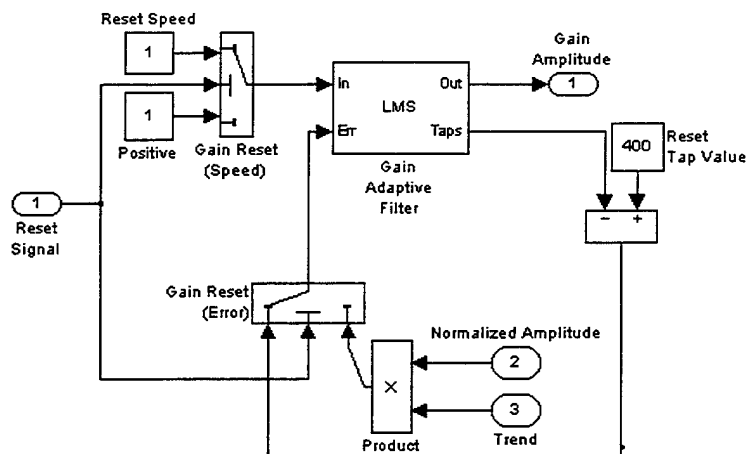 Reset Speed
1
1
Positive
Gain Reset
(Speed)
In
Out
LMS
Err
Taps
Gain
Adaptive
Filter
Gain
Amplitude
1
400
Reset
Tap Value
− +
1
Reset
Signal
Gain Reset
(Error)
Normalized Amplitude
2
×
3
Product
Trend